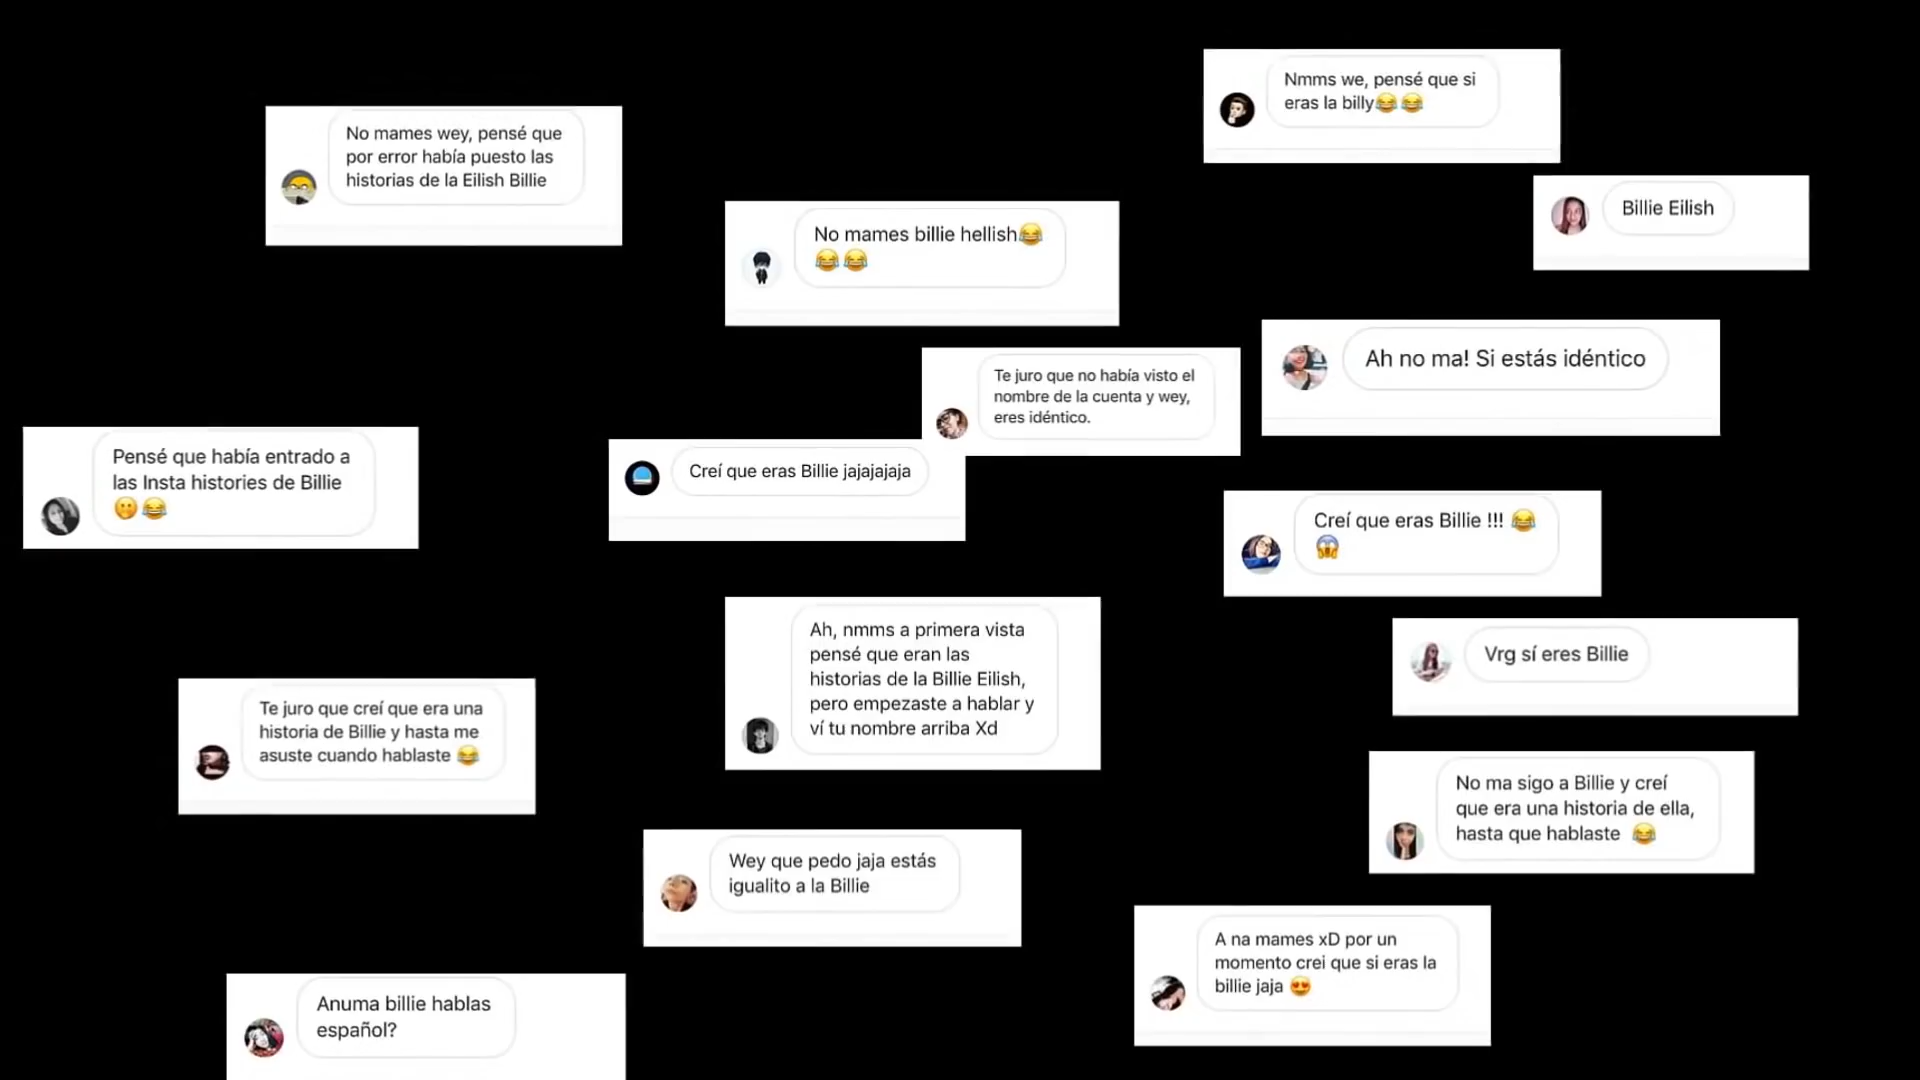 Nmms we, pensé que si
eras la billy😂😂
No mames wey, pensé que
por error había puesto las
historias de la Eilish Billie
Billie Eilish
No mames billie hellish😂
😂😂
Ah no ma! Si estás idéntico
Te juro que no había visto el
nombre de la cuenta y wey,
eres idéntico.
Pensé que había entrado a
las Insta histories de Billie
🤭😂
Creí que eras Billie jajajajaja
Creí que eras Billie !!! 😂
😱
Ah, nmms a primera vista
pensé que eran las
historias de la Billie Eilish,
pero empezaste a hablar y
ví tu nombre arriba Xd
Vrg sí eres Billie
Te juro que creí que era una
historia de Billie y hasta me
asuste cuando hablaste 😂
No ma sigo a Billie y creí
que era una historia de ella,
hasta que hablaste 😂
Wey que pedo jaja estás
igualito a la Billie
A na mames xD por un
momento crei que si eras la
billie jaja 😍
Anuma billie hablas
español?